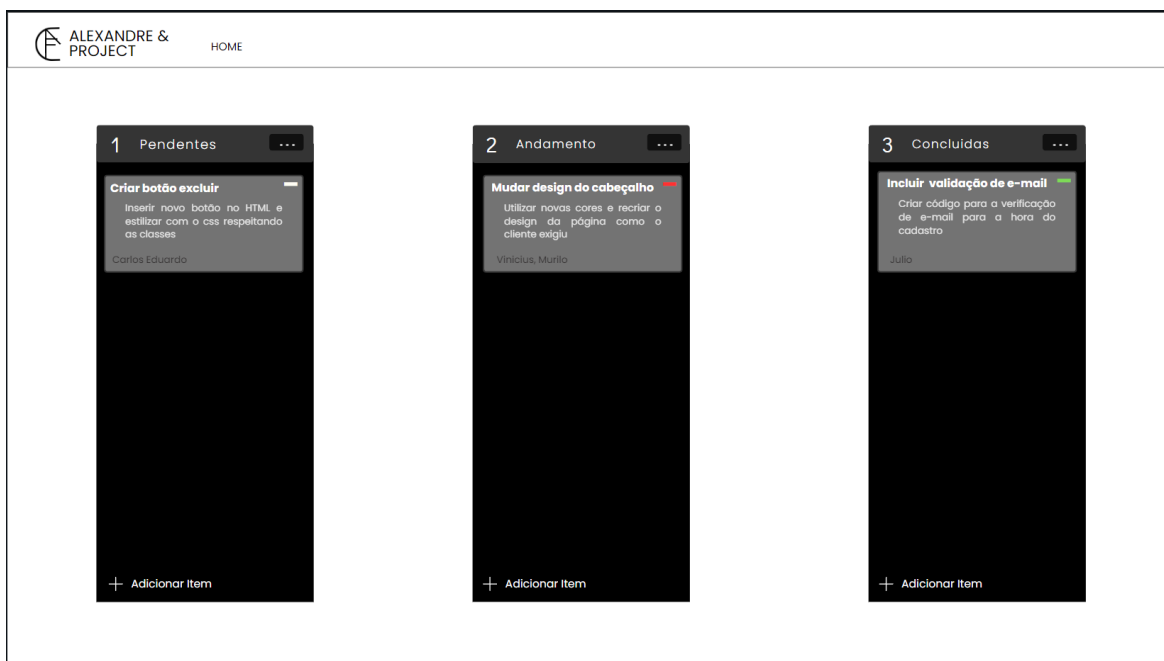 ALEXANDRE &
PROJECT
HOME
1 Pendentes ...
Criar botão excluir
Inserir novo botão no HTML e
estilizar com o css respeitando
as classes
Carlos Eduardo
+ Adicionar Item
2 Andamento ...
Mudar design do cabeçalho
Utilizar novas cores e recriar o
design da página como o
cliente exigiu
Vinicius, Murilo
+ Adicionar Item
3 Concluidas ...
Incluir validação de e-mail
Criar código para a verificação
de e-mail para a hora do
cadastro
Julio
+ Adicionar Item